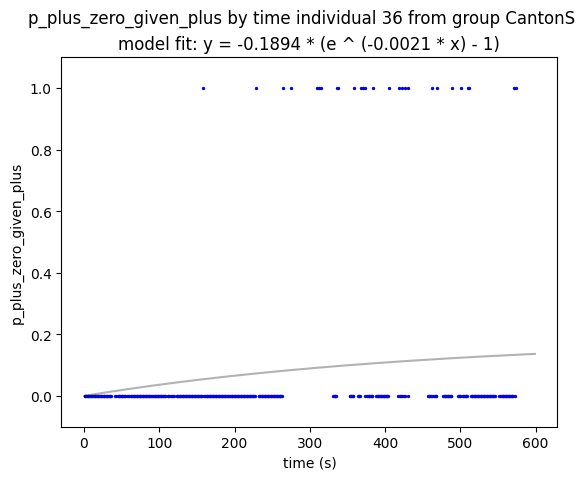 p_plus_zero_given_plus by time individual 36 from group CantonS
model fit: y = -0.1894 * (e ^ (-0.0021 * x) - 1)
1.0
0.8
0.6
0.4
0.2
0.0
p_plus_zero_given_plus
0 100 200 300 400 500 600
time (s)